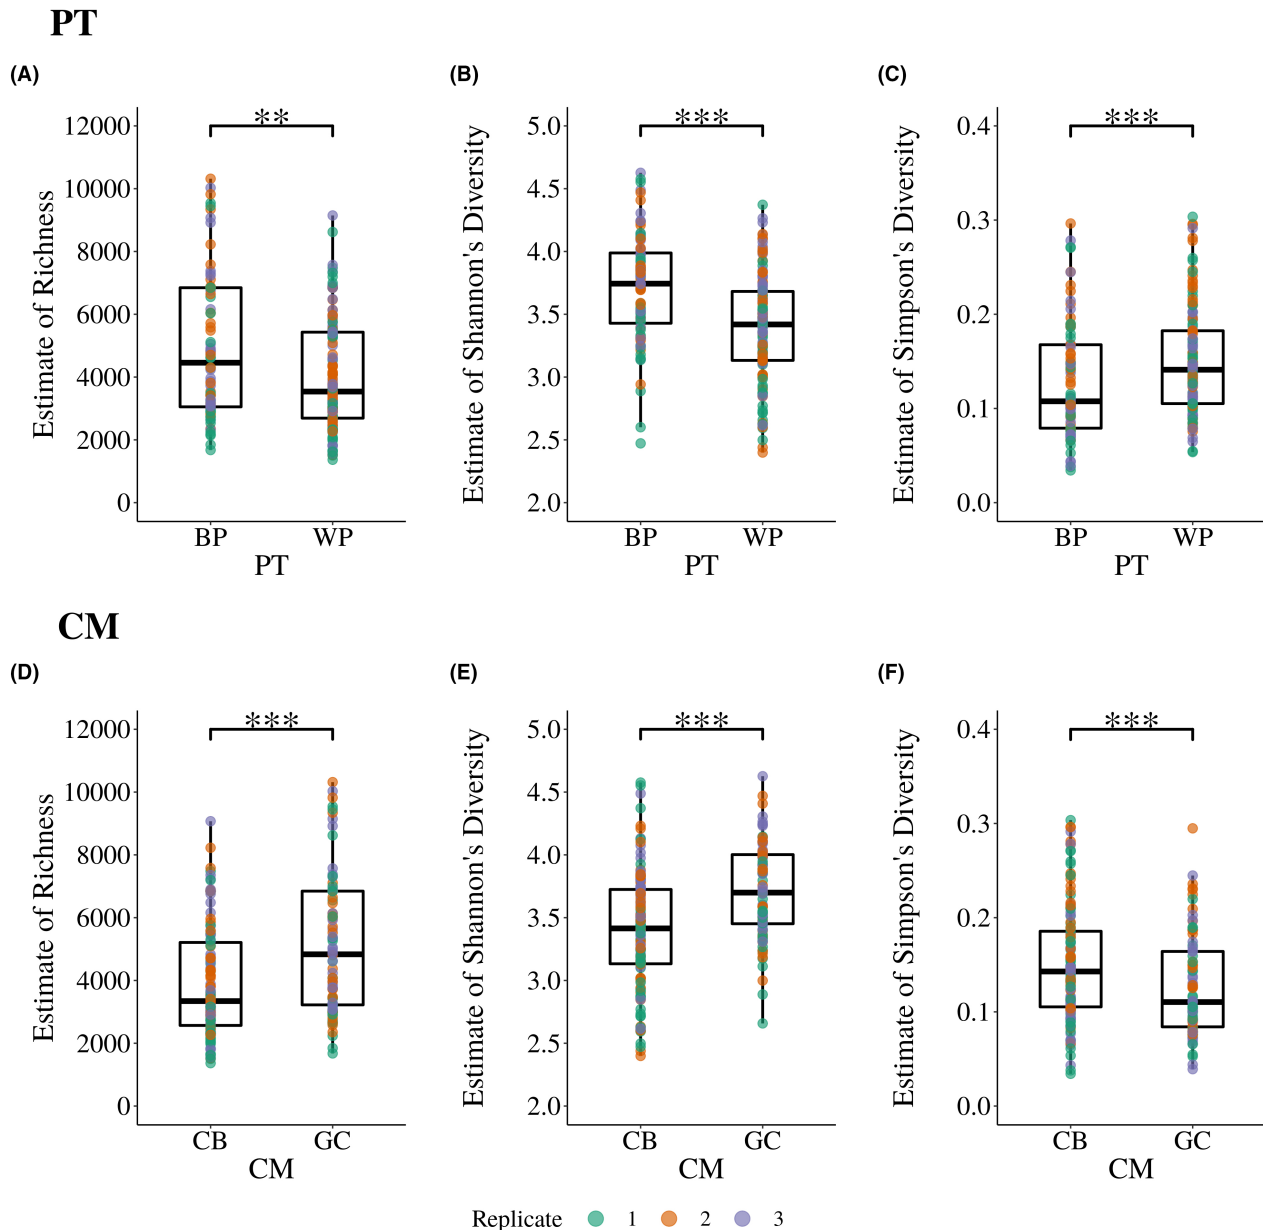 PT
(A)
(B)
(C)
**
***
***
12000
10000
8000
6000
4000
2000
0
Estimate of Richness
BP
WP
PT
5.0
4.5
4.0
3.5
3.0
2.5
2.0
Estimate of Shannon's Diversity
BP
WP
PT
0.4
0.3
0.2
0.1
0.0
Estimate of Simpson's Diversity
BP
WP
PT
CM
(D)
(E)
(F)
***
***
***
12000
10000
8000
6000
4000
2000
0
Estimate of Richness
CB
GC
CM
5.0
4.5
4.0
3.5
3.0
2.5
2.0
Estimate of Shannon's Diversity
CB
GC
CM
0.4
0.3
0.2
0.1
0.0
Estimate of Simpson's Diversity
CB
GC
CM
Replicate 1 2 3